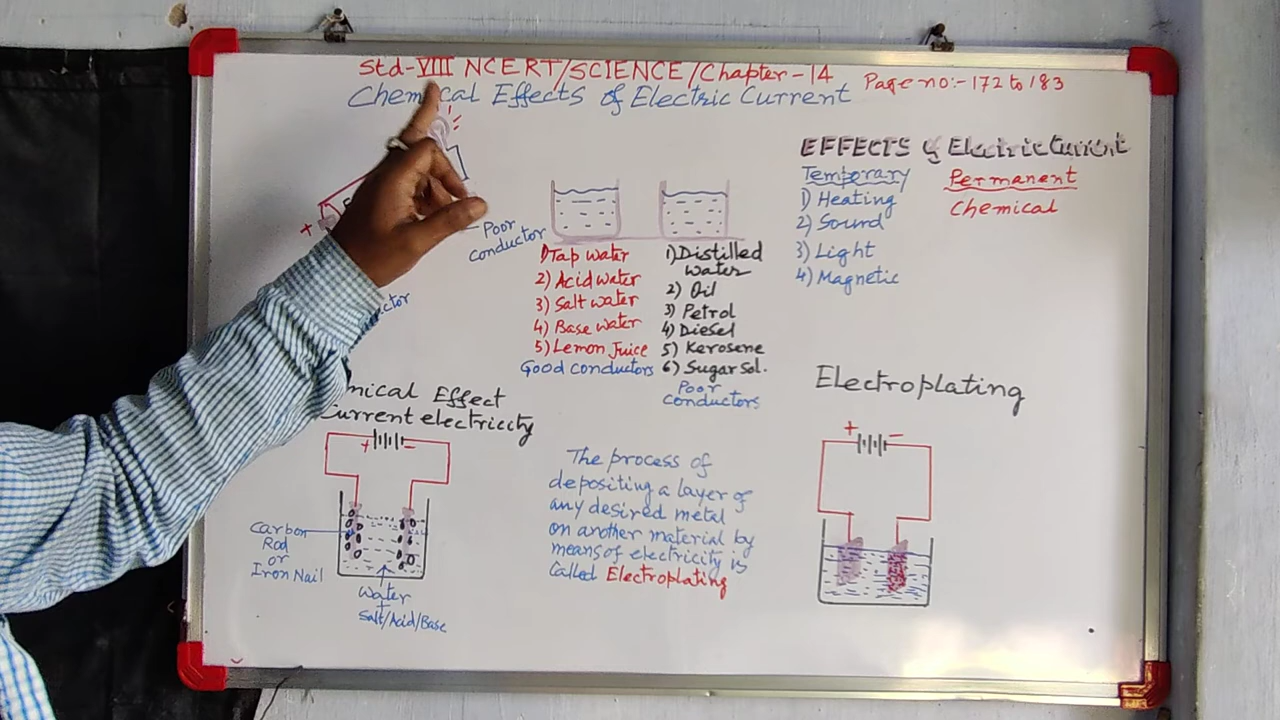 Std-VIII NCERT/SCIENCE/Chapter-14
Page no:- 172 to 183
Chemical Effects of Electric Current
+
Poor
conductor
1) Tap water
2) Acid water
3) Salt water
4) Base water
5) Lemon Juice
Good conductors
1) Distilled
water
2) Oil
3) Petrol
4) Diesel
5) Kerosene
6) Sugar Sol.
Poor
conductors
EFFECTS of Electric Current
Temporary
1) Heating
2) Sound
3) Light
4) Magnetic
Permanent
Chemical
mical Effect
Current electriccity
+ -
Carbon
Rod
or
Iron Nail
Water
+
Salt/Acid/Base
The process of
depositing a layer of
any desired metal
on another material by
means of electricity is
Called Electroplating
Electroplating
+ -